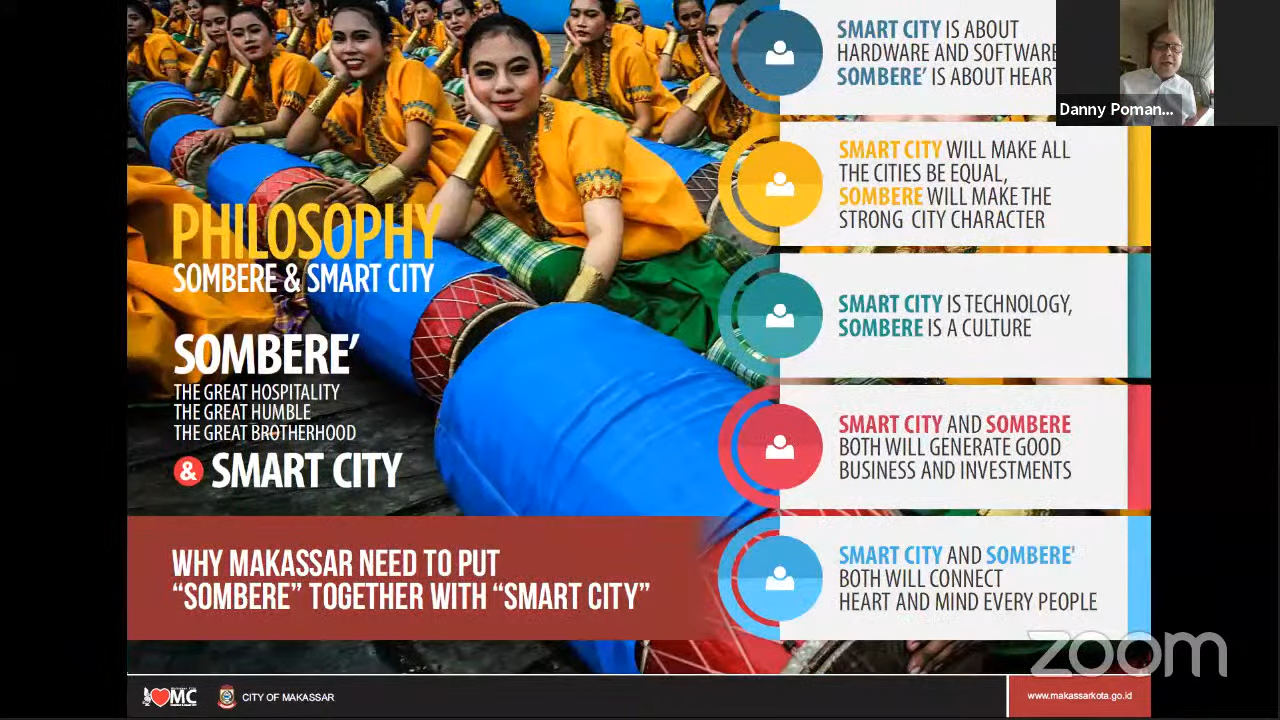 PHILOSOPHY
SOMBERE & SMART CITY
SOMBERE’
THE GREAT HOSPITALITY
THE GREAT HUMBLE
THE GREAT BROTHERHOOD
& SMART CITY
WHY MAKASSAR NEED TO PUT
“SOMBERE” TOGETHER WITH “SMART CITY”
SMART CITY IS ABOUT
HARDWARE AND SOFTWARE
SOMBERE’ IS ABOUT HEART
SMART CITY WILL MAKE ALL
THE CITIES BE EQUAL,
SOMBERE WILL MAKE THE
STRONG CITY CHARACTER
SMART CITY IS TECHNOLOGY,
SOMBERE IS A CULTURE
SMART CITY AND SOMBERE
BOTH WILL GENERATE GOOD
BUSINESS AND INVESTMENTS
SMART CITY AND SOMBERE'
BOTH WILL CONNECT
HEART AND MIND EVERY PEOPLE
Danny Poman...
zoom
MC
CITY OF MAKASSAR
www.makassarkota.go.id